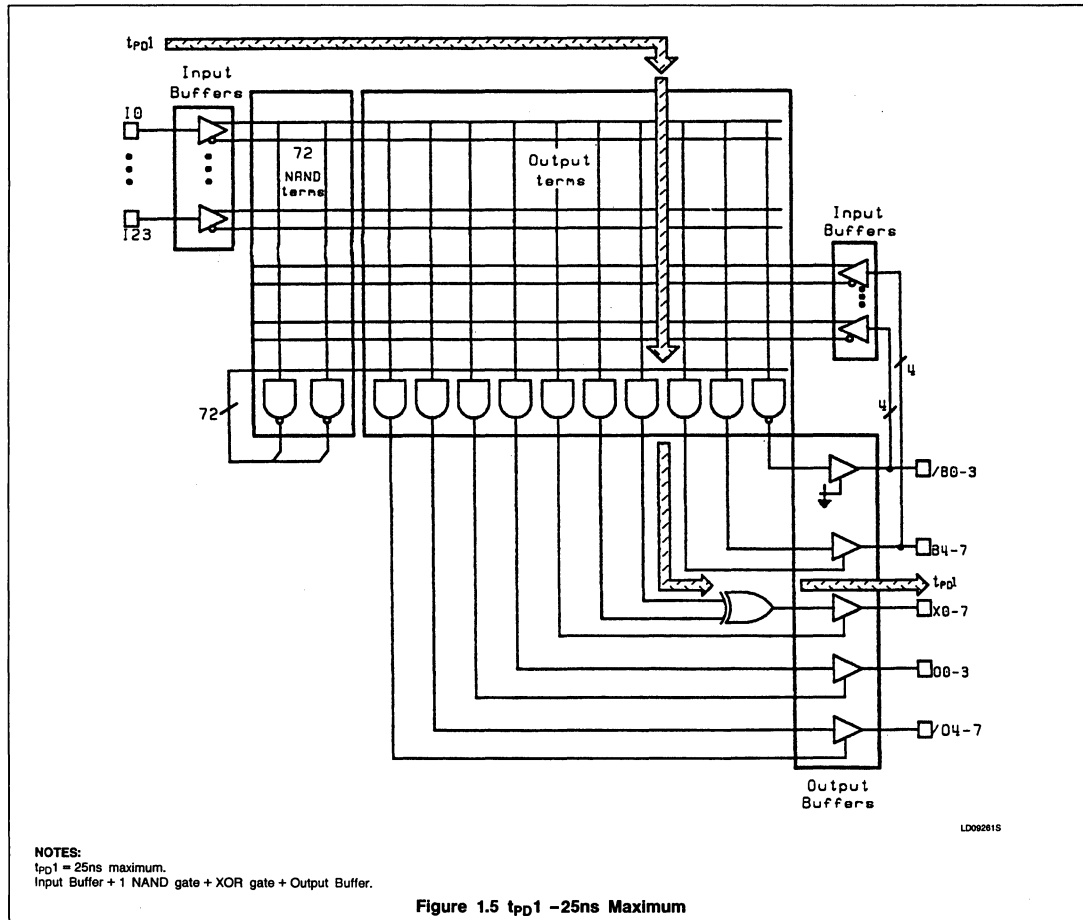 tPD1
Input
Buffers
I0
I23
72
NAND
terms
Output
terms
Input
Buffers
4
4
72
/B0-3
B4-7
tPD1
X0-7
O0-3
/O4-7
Output
Buffers
LD09261S
NOTES:
tPD1 = 25ns maximum.
Input Buffer + 1 NAND gate + XOR gate + Output Buffer.
Figure 1.5 tPD1 –25ns Maximum